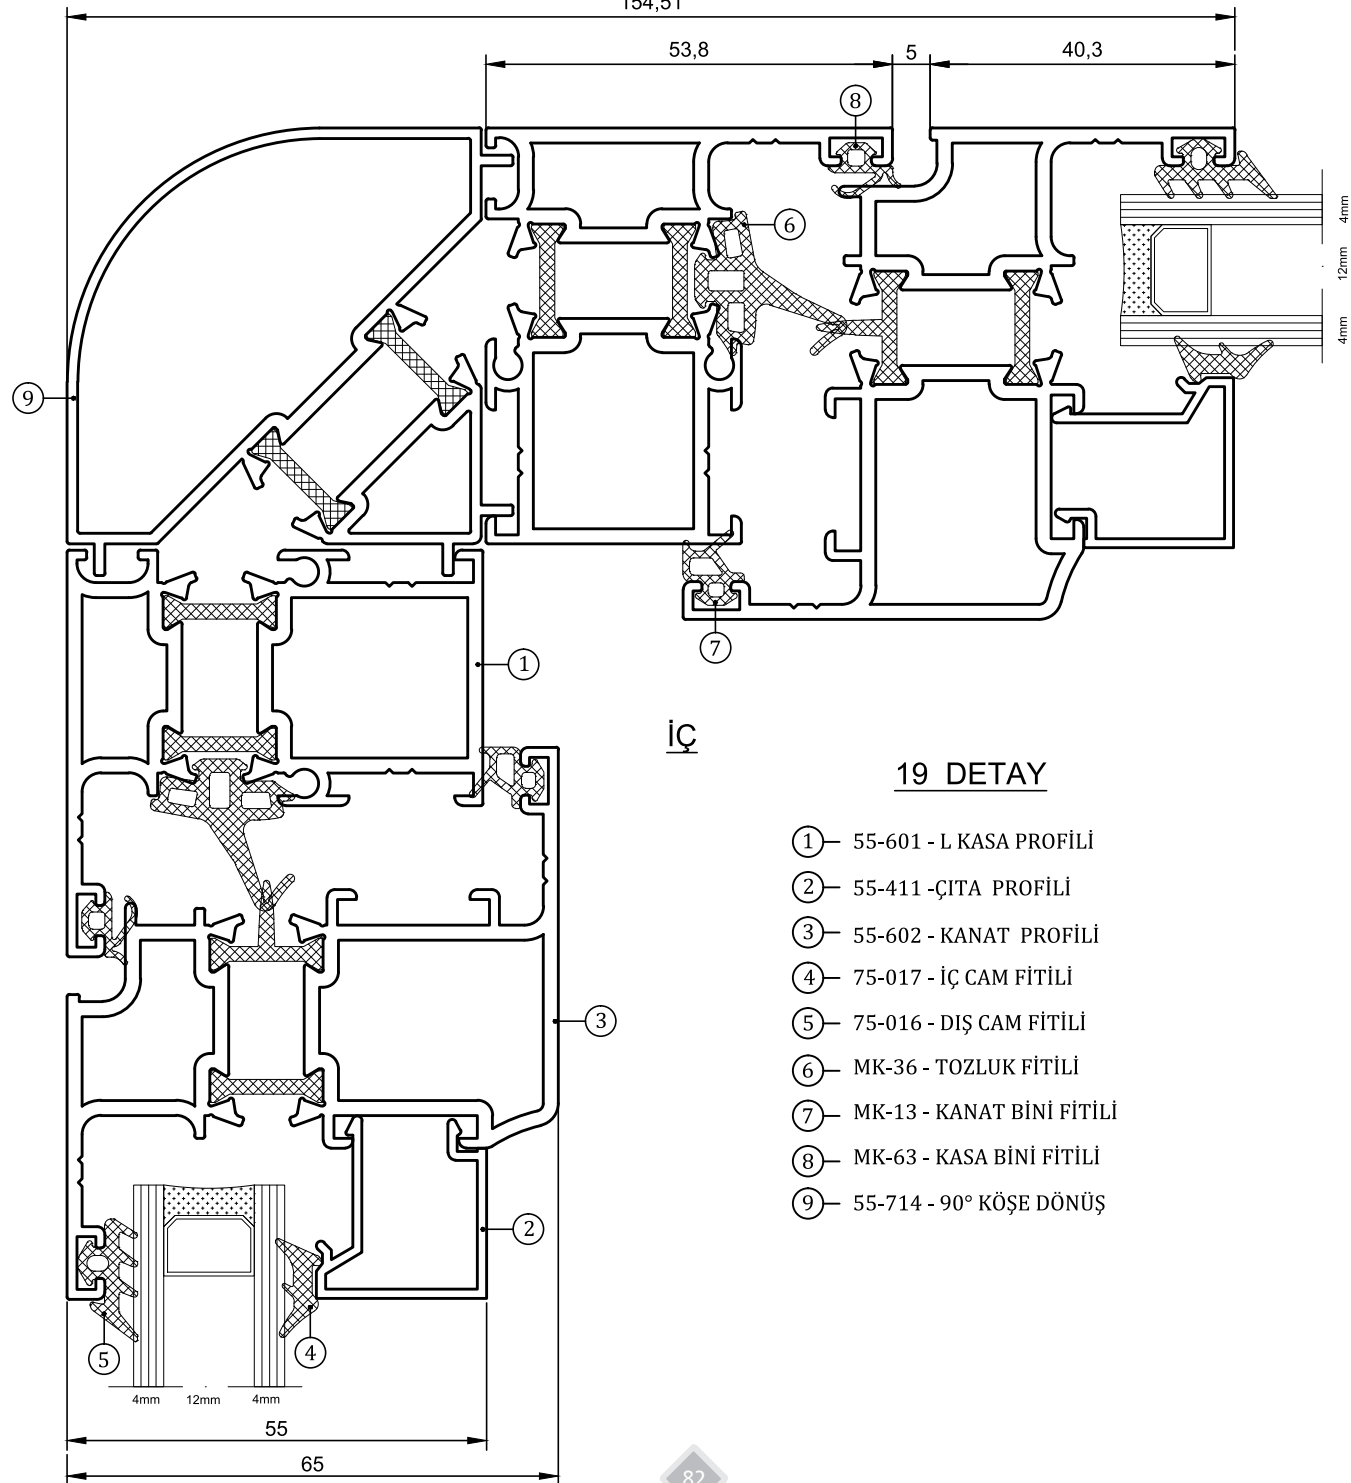 154,51
53,8
5
40,3
8
6
9
4mm
12mm
4mm
7
1
İÇ
19 DETAY
1 55-601 - L KASA PROFİLİ
2 55-411 -ÇITA PROFİLİ
3 55-602 - KANAT PROFİLİ
4 75-017 - İÇ CAM FİTİLİ
5 75-016 - DIŞ CAM FİTİLİ
6 MK-36 - TOZLUK FİTİLİ
7 MK-13 - KANAT BİNİ FİTİLİ
8 MK-63 - KASA BİNİ FİTİLİ
9 55-714 - 90° KÖŞE DÖNÜŞ
3
2
5
4
4mm 12mm 4mm
55
65
82